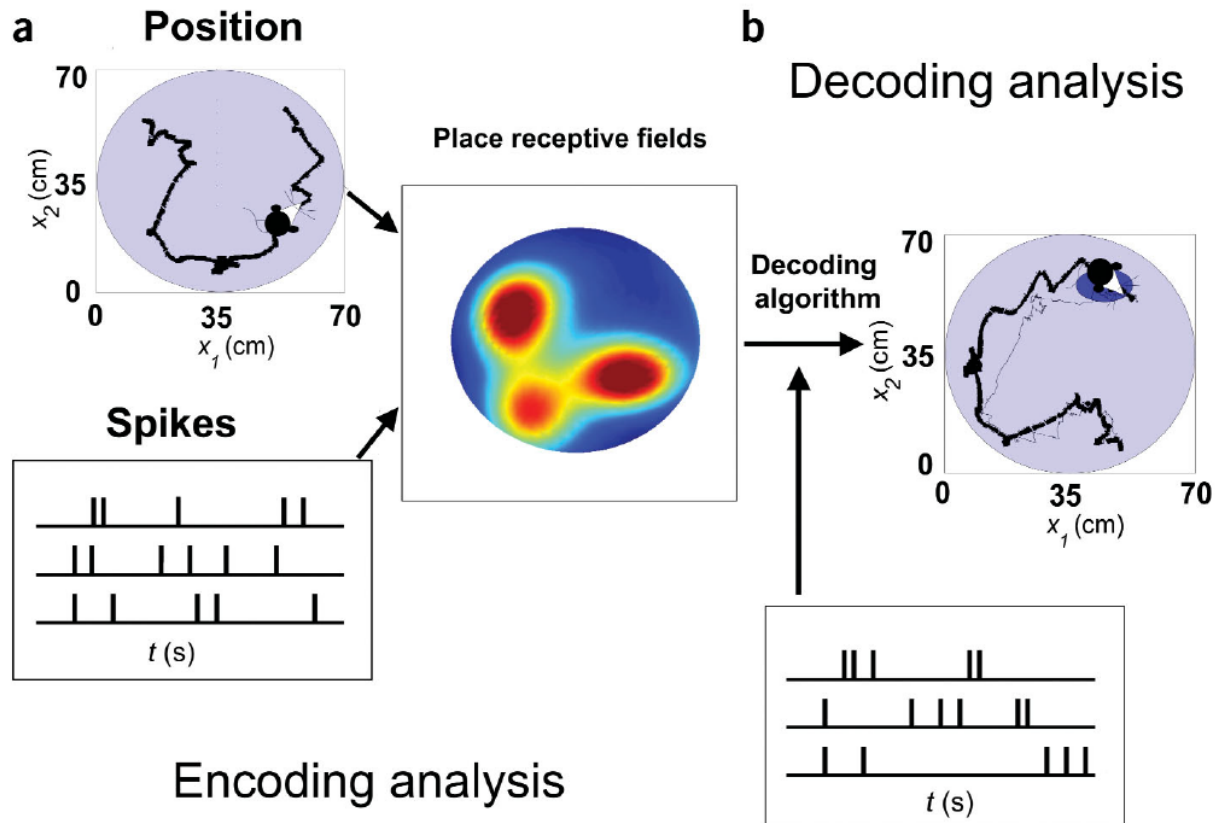 a
Position
70
35
0
x2 (cm)
0 35 70
x1 (cm)
Spikes
t (s)
Encoding analysis
Place receptive fields
b
Decoding analysis
Decoding
algorithm
70
35
0
x2 (cm)
0 35 70
x1 (cm)
t (s)